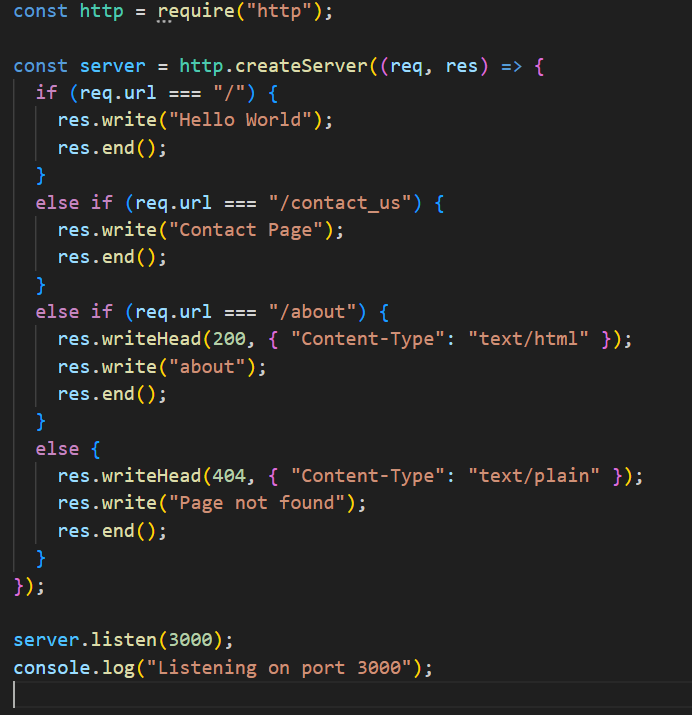 const http = require("http");

const server = http.createServer((req, res) => {
  if (req.url === "/") {
    res.write("Hello World");
    res.end();
  }
  else if (req.url === "/contact_us") {
    res.write("Contact Page");
    res.end();
  }
  else if (req.url === "/about") {
    res.writeHead(200, { "Content-Type": "text/html" });
    res.write("about");
    res.end();
  }
  else {
    res.writeHead(404, { "Content-Type": "text/plain" });
    res.write("Page not found");
    res.end();
  }
});

server.listen(3000);
console.log("Listening on port 3000");